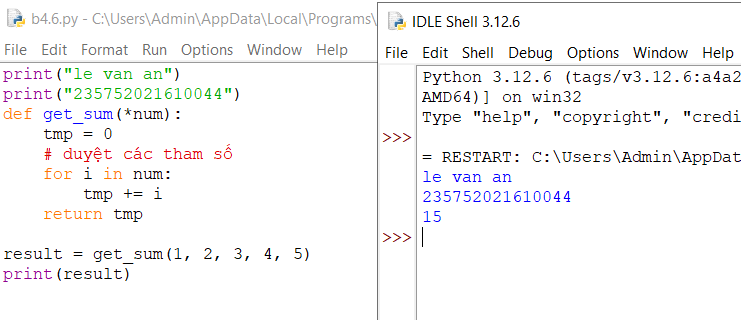 b4.6.py - C:\Users\Admin\AppData\Local\Programs\
File Edit Format Run Options Window Help
print("le van an")
print("235752021610044")
def get_sum(*num):
    tmp = 0
    # duyệt các tham số
    for i in num:
        tmp += i
    return tmp
result = get_sum(1, 2, 3, 4, 5)
print(result)
IDLE Shell 3.12.6
File Edit Shell Debug Options Window Help
Python 3.12.6 (tags/v3.12.6:a4a2
AMD64)] on win32
Type "help", "copyright", "credi
>>>
= RESTART: C:\Users\Admin\AppDat
le van an
235752021610044
15
>>>